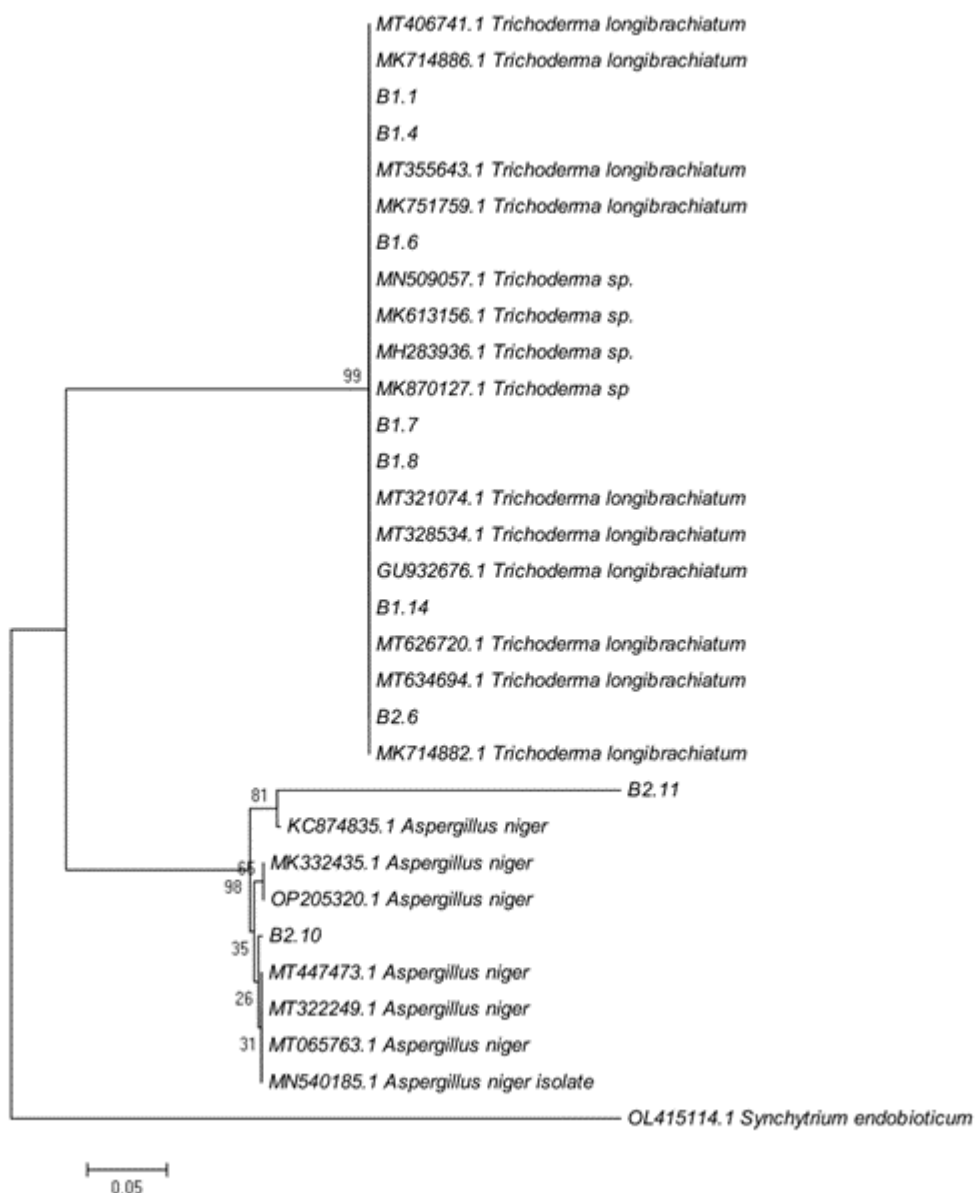 MT406741.1 Trichoderma longibrachiatum
MK714886.1 Trichoderma longibrachiatum
B1.1
B1.4
MT355643.1 Trichoderma longibrachiatum
MK751759.1 Trichoderma longibrachiatum
B1.6
MN509057.1 Trichoderma sp.
MK613156.1 Trichoderma sp.
MH283936.1 Trichoderma sp.
99
MK870127.1 Trichoderma sp
B1.7
B1.8
MT321074.1 Trichoderma longibrachiatum
MT328534.1 Trichoderma longibrachiatum
GU932676.1 Trichoderma longibrachiatum
B1.14
MT626720.1 Trichoderma longibrachiatum
MT634694.1 Trichoderma longibrachiatum
B2.6
MK714882.1 Trichoderma longibrachiatum
81
B2.11
KC874835.1 Aspergillus niger
MK332435.1 Aspergillus niger
98
OP205320.1 Aspergillus niger
35
B2.10
MT447473.1 Aspergillus niger
26
MT322249.1 Aspergillus niger
31
MT065763.1 Aspergillus niger
MN540185.1 Aspergillus niger isolate
OL415114.1 Synchytrium endobioticum
0.05